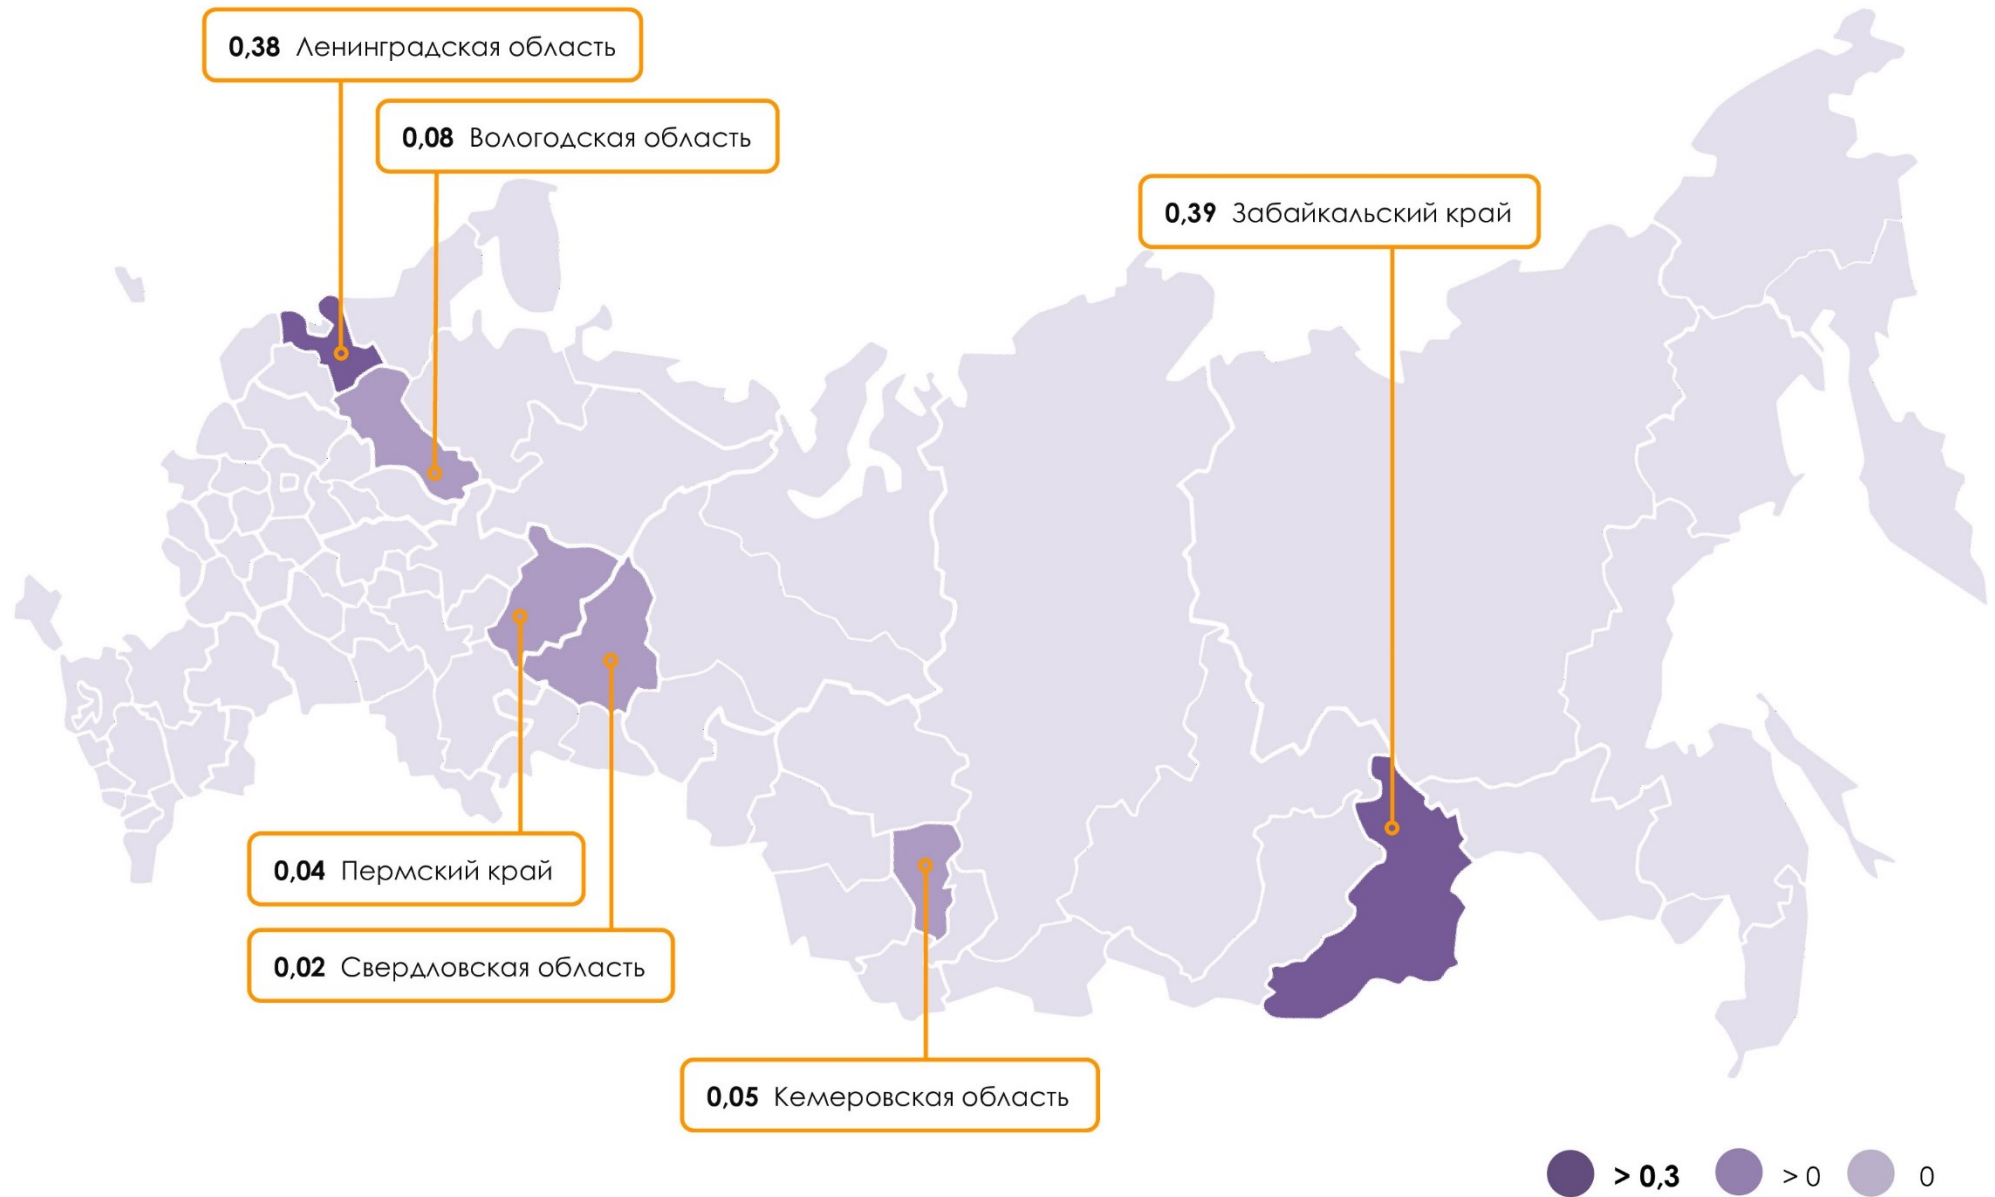 0,38 Ленинградская область
0,08 Вологодская область
0,39 Забайкальский край
0,04 Пермский край
0,02 Свердловская область
0,05 Кемеровская область
> 0,3 > 0 0